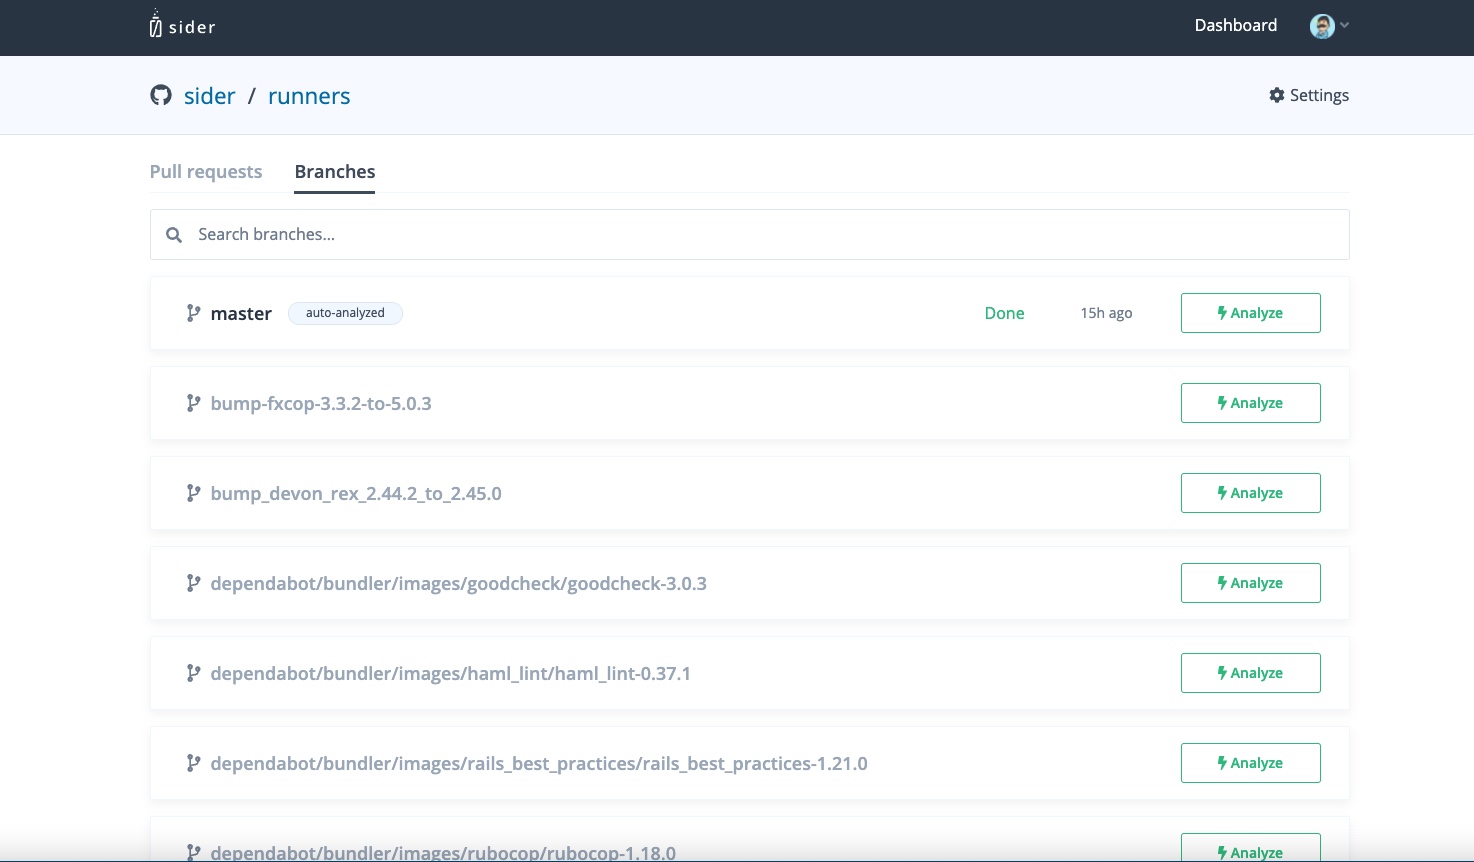 sider
Dashboard
sider / runners
Settings
Pull requests
Branches
Search branches...
master auto-analyzed Done 15h ago Analyze
bump-fxcop-3.3.2-to-5.0.3 Analyze
bump_devon_rex_2.44.2_to_2.45.0 Analyze
dependabot/bundler/images/goodcheck/goodcheck-3.0.3 Analyze
dependabot/bundler/images/haml_lint/haml_lint-0.37.1 Analyze
dependabot/bundler/images/rails_best_practices/rails_best_practices-1.21.0 Analyze
dependabot/bundler/images/rubocop/rubocop-1.18.0 Analyze